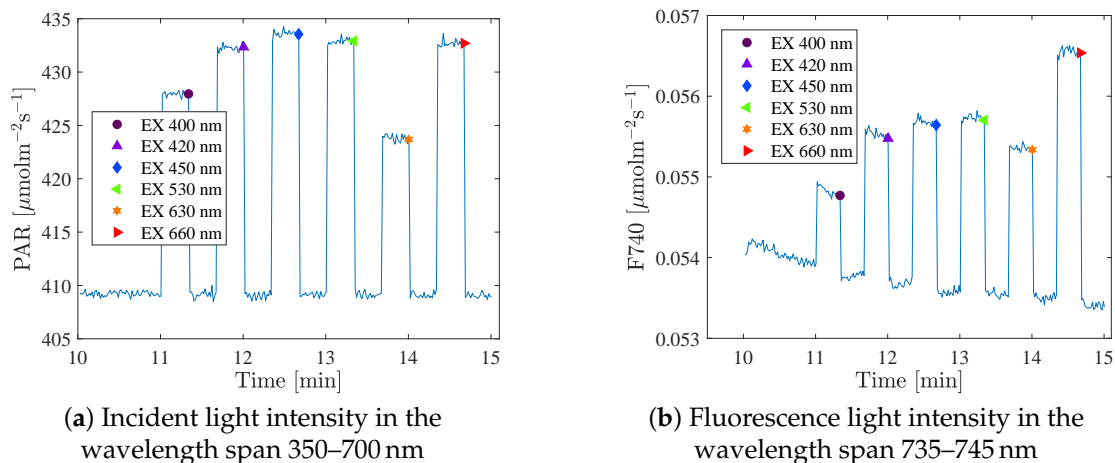 435
430
425
420
415
410
405
PAR [μmolm⁻²s⁻¹]
EX 400 nm
EX 420 nm
EX 450 nm
EX 530 nm
EX 630 nm
EX 660 nm
10 11 12 13 14 15
Time [min]
(a) Incident light intensity in the
wavelength span 350–700 nm
0.057
0.056
0.055
0.054
0.053
F740 [μmolm⁻²s⁻¹]
EX 400 nm
EX 420 nm
EX 450 nm
EX 530 nm
EX 630 nm
EX 660 nm
10 11 12 13 14 15
Time [min]
(b) Fluorescence light intensity in the
wavelength span 735–745 nm